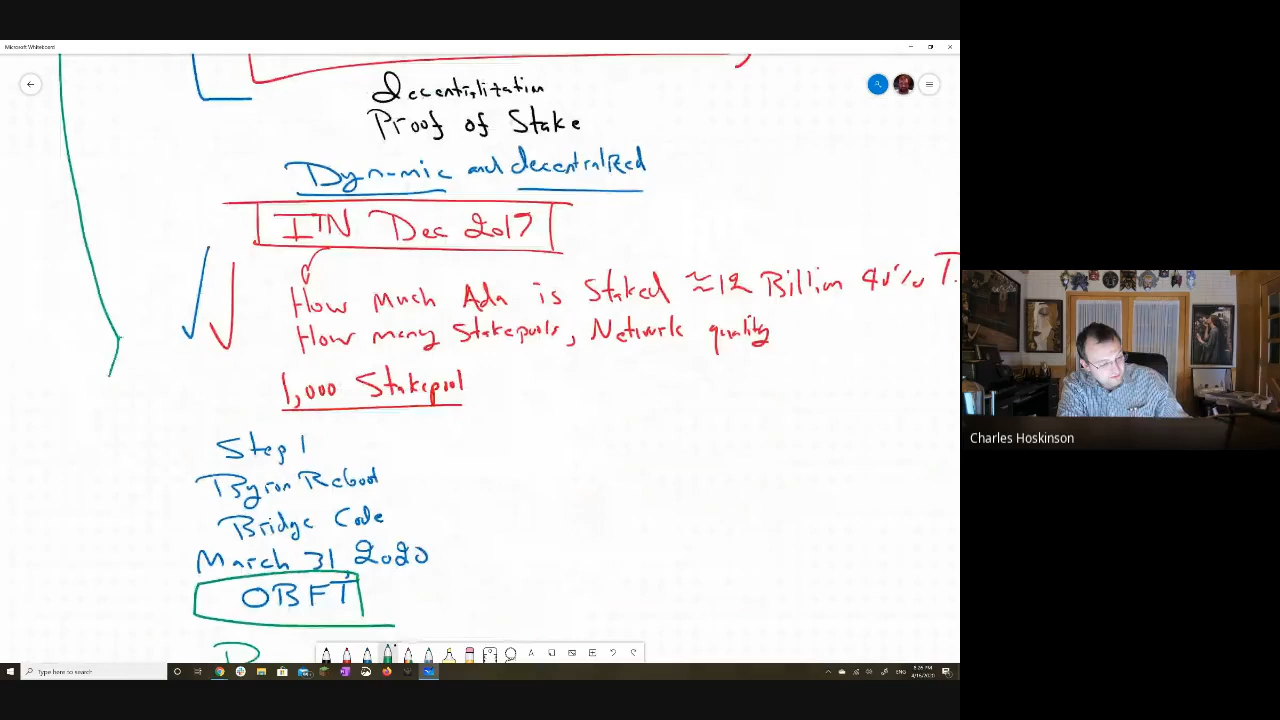 Microsoft Whiteboard
decentralization
Proof of Stake
Dynamic and decentralized
ITN Dec 2017
How much Ada is Staked ≈12 Billion 40% T.
How many Stakepools, Network quality
1,000 Stakepool
Step 1
Byron Reboot
Bridge Code
March 31 2020
OBFT
Charles Hoskinson
Type here to search
ENG